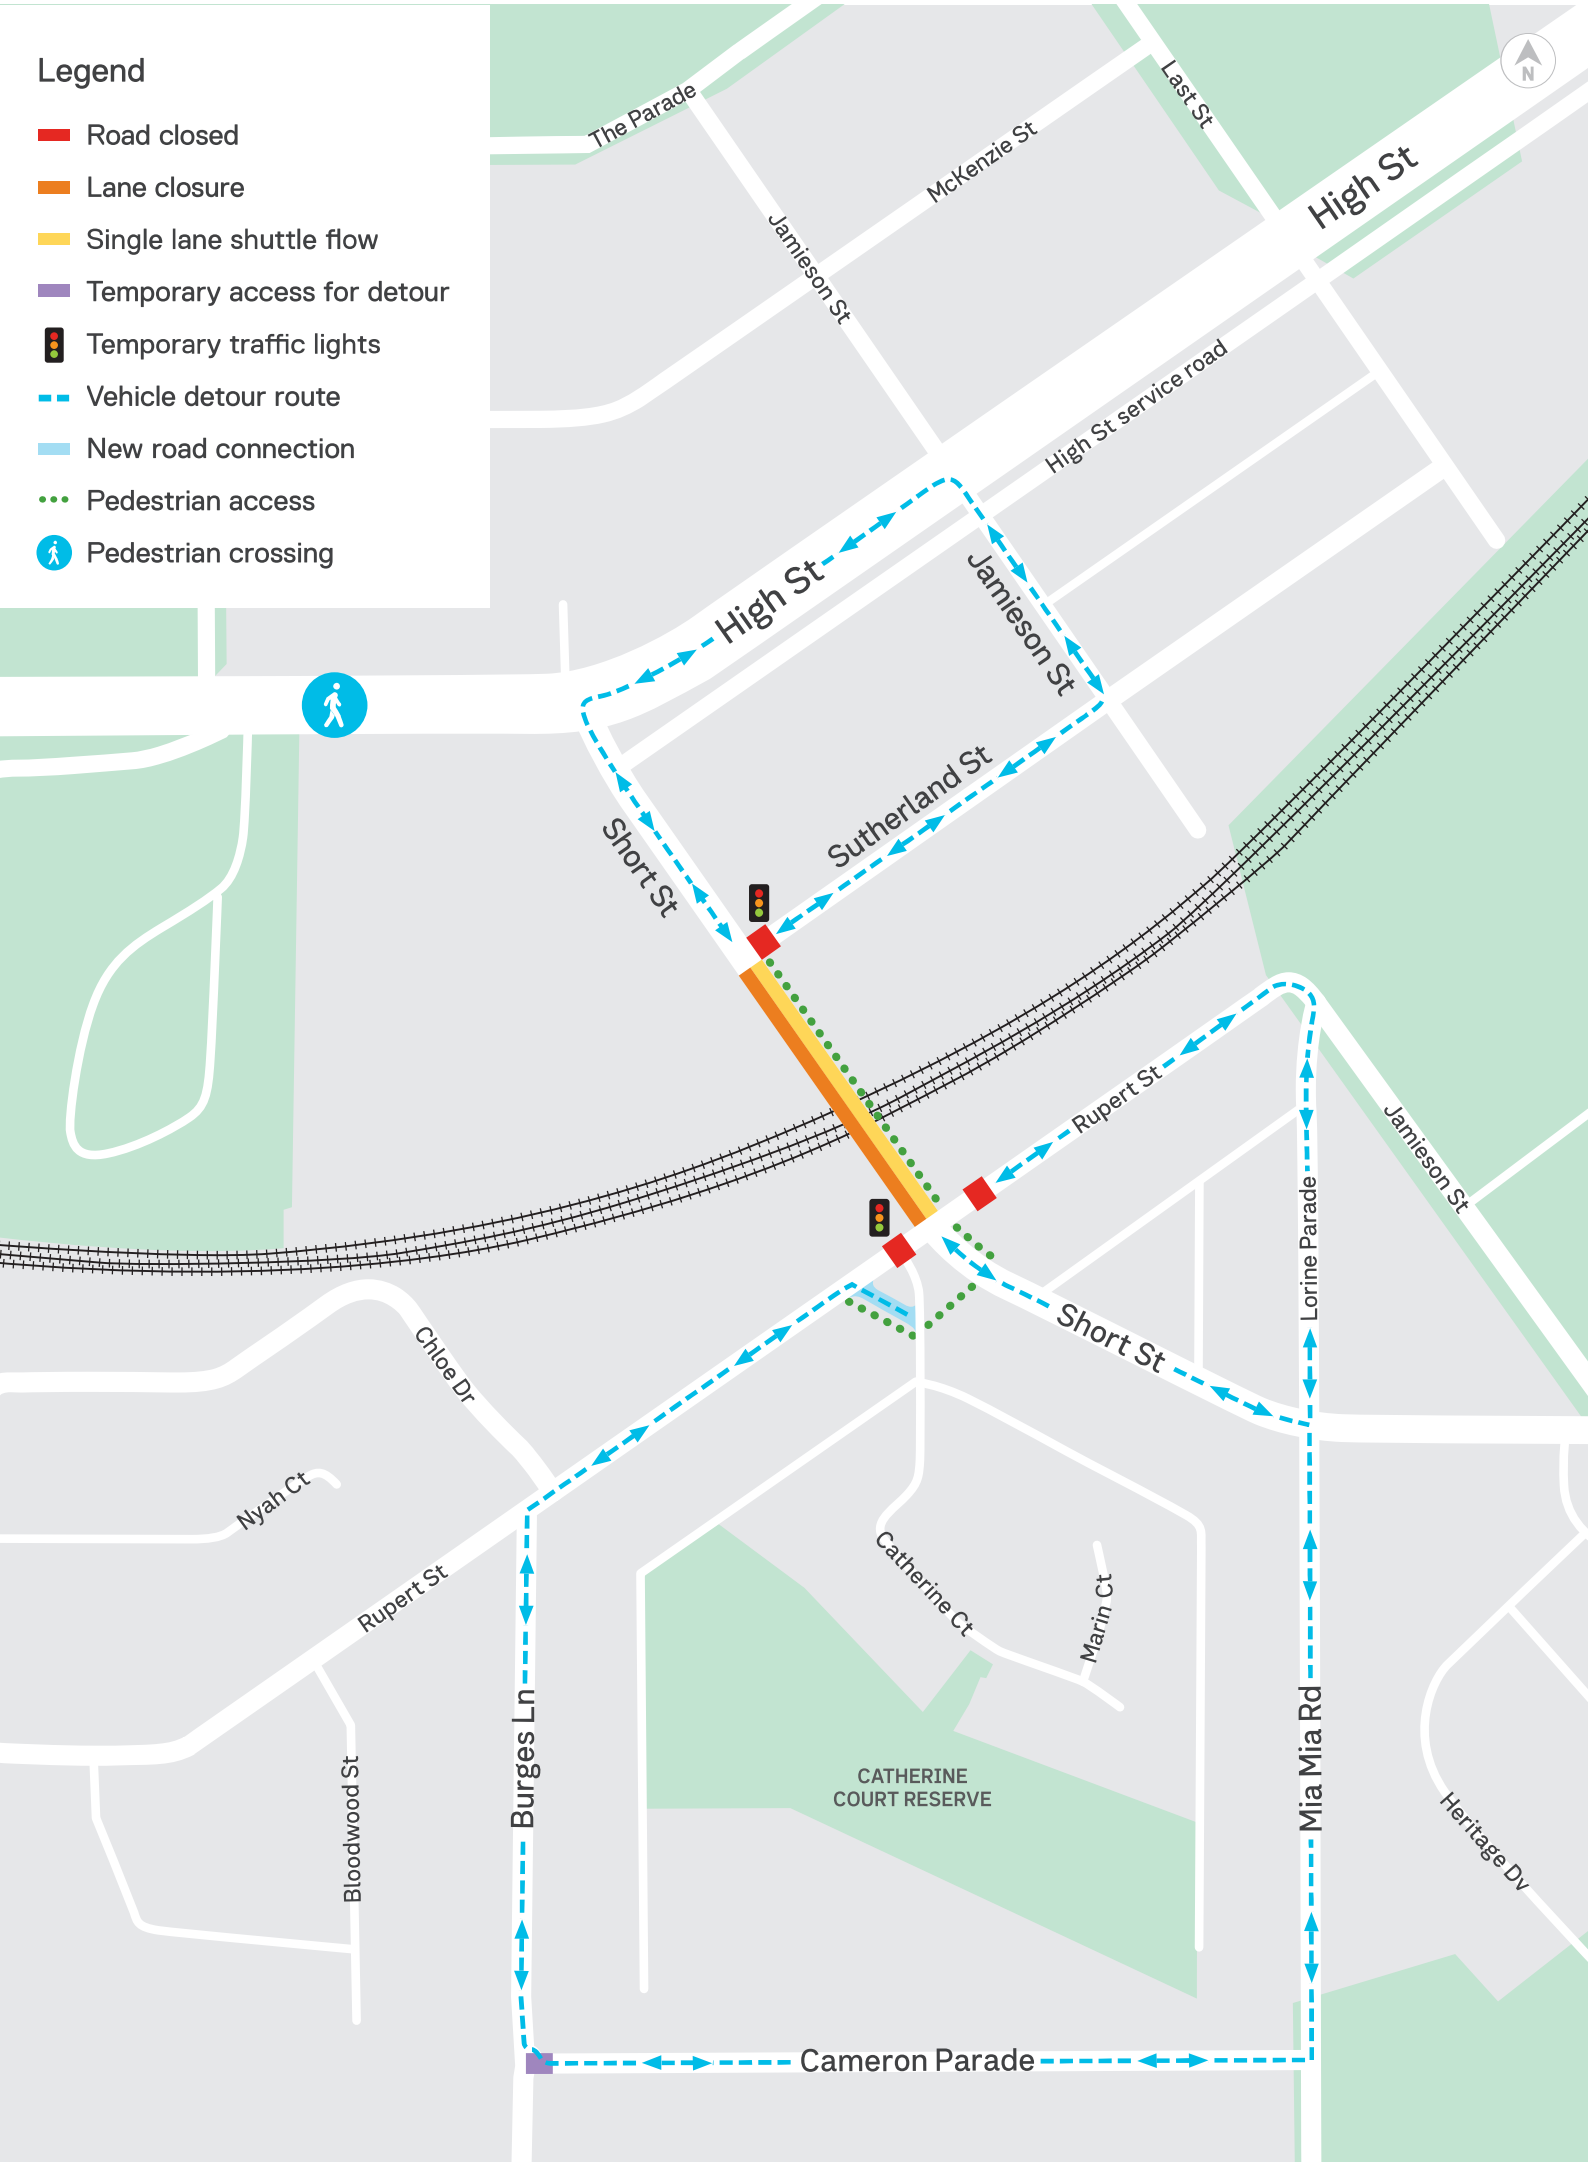 Legend
Road closed
Lane closure
Single lane shuttle flow
Temporary access for detour
Temporary traffic lights
Vehicle detour route
New road connection
Pedestrian access
Pedestrian crossing
N
The Parade
Last St
McKenzie St
High St
Jamieson St
High St service road
High St
Jamieson St
Sutherland St
Short St
Rupert St
Jamieson St
Lorine Parade
Short St
Chloe Dr
Nyah Ct
Rupert St
Catherine Ct
Marin Ct
Burges Ln
Mia Mia Rd
Bloodwood St
CATHERINE
COURT RESERVE
Heritage Dv
Cameron Parade